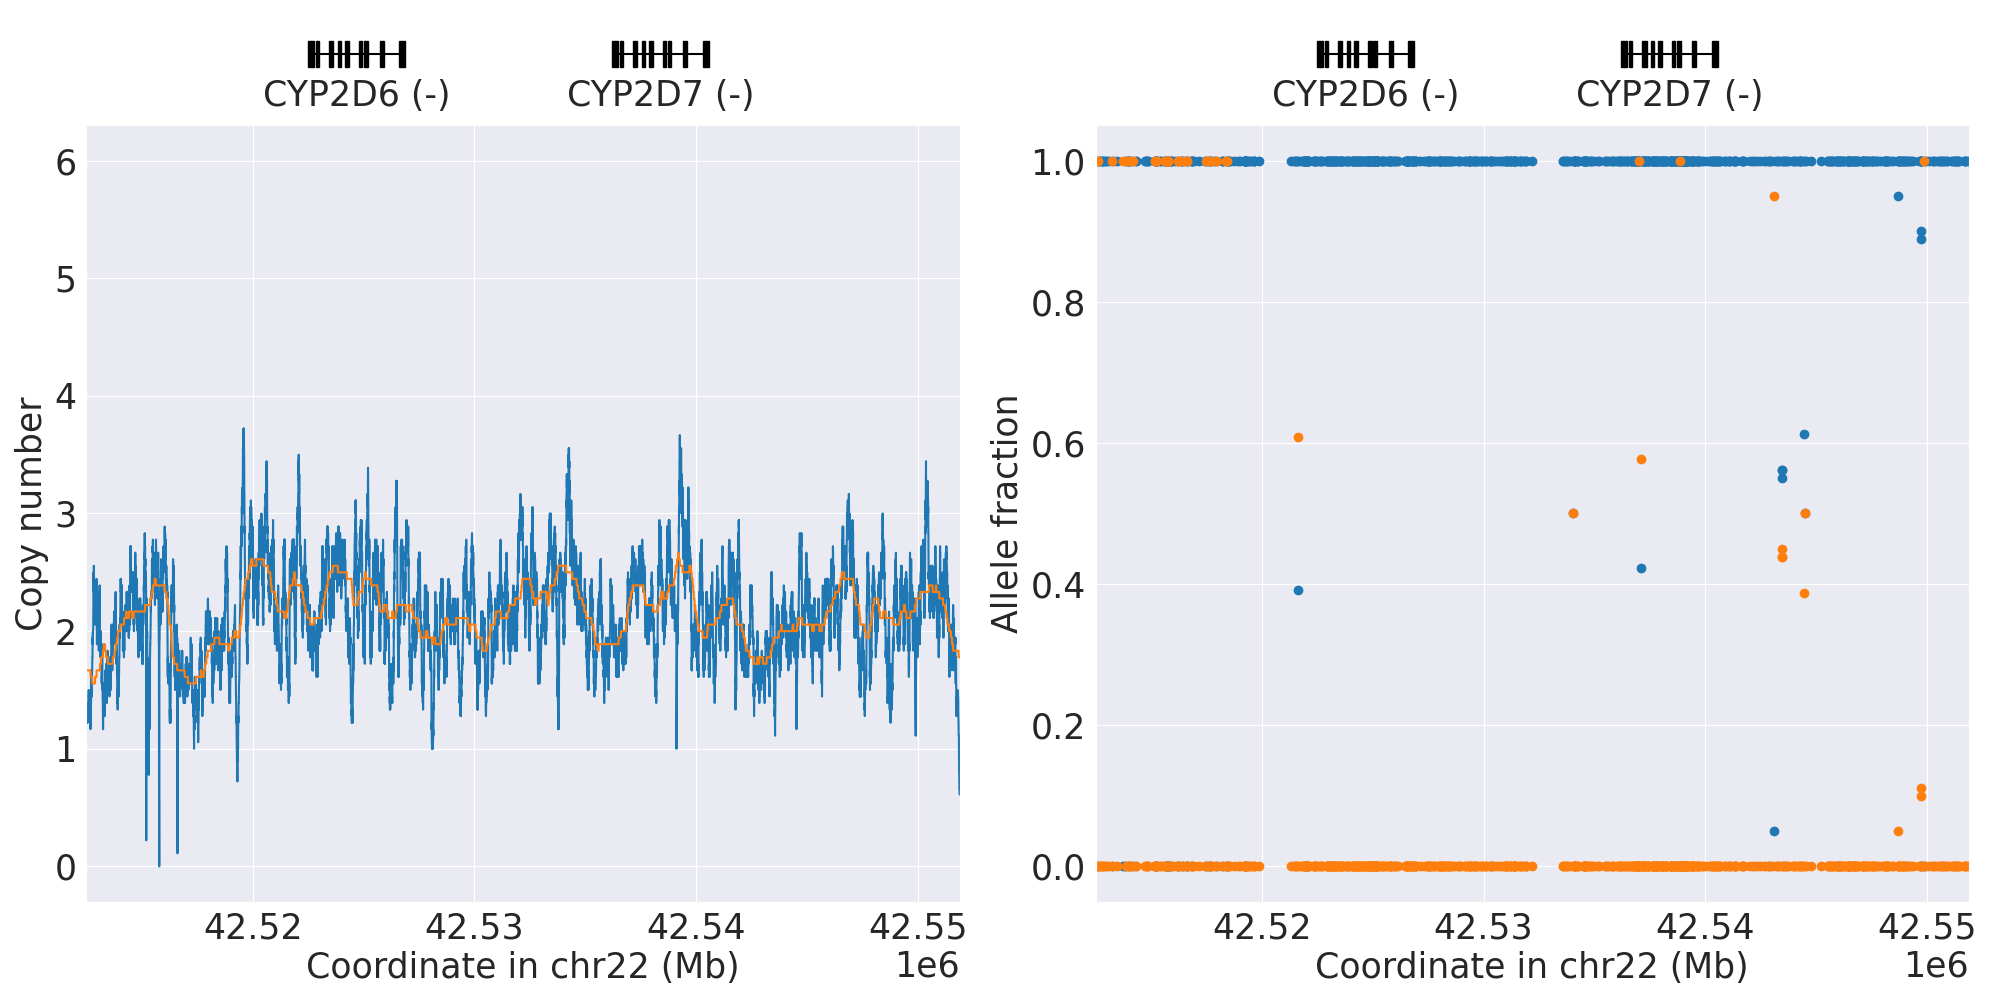 CYP2D6 (-)
CYP2D7 (-)
6
5
4
3
2
1
0
Copy number
42.52
42.53
42.54
42.55
Coordinate in chr22 (Mb)
1e6
CYP2D6 (-)
CYP2D7 (-)
1.0
0.8
0.6
0.4
0.2
0.0
Allele fraction
42.52
42.53
42.54
42.55
Coordinate in chr22 (Mb)
1e6